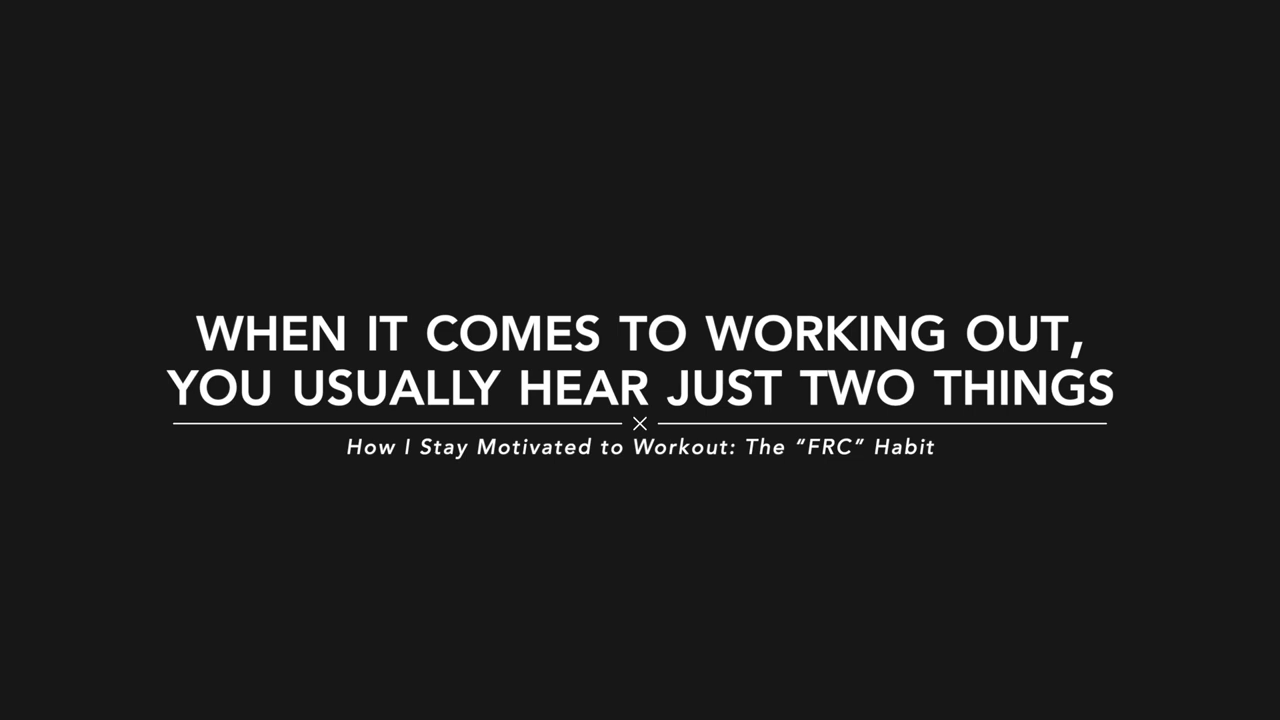 WHEN IT COMES TO WORKING OUT,
YOU USUALLY HEAR JUST TWO THINGS
How I Stay Motivated to Workout: The “FRC” Habit